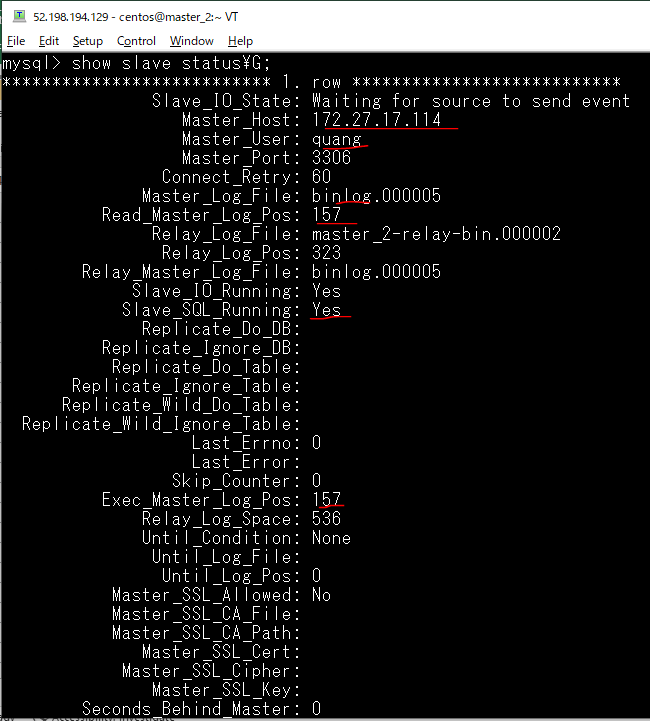 52.198.194.129 - centos@master_2:~ VT
File Edit Setup Control Window Help
mysql> show slave status¥G;
*************************** 1. row ***************************
Slave_IO_State: Waiting for source to send event
Master_Host: 172.27.17.114
Master_User: quang
Master_Port: 3306
Connect_Retry: 60
Master_Log_File: binlog.000005
Read_Master_Log_Pos: 157
Relay_Log_File: master_2-relay-bin.000002
Relay_Log_Pos: 323
Relay_Master_Log_File: binlog.000005
Slave_IO_Running: Yes
Slave_SQL_Running: Yes
Replicate_Do_DB:
Replicate_Ignore_DB:
Replicate_Do_Table:
Replicate_Ignore_Table:
Replicate_Wild_Do_Table:
Replicate_Wild_Ignore_Table:
Last_Errno: 0
Last_Error:
Skip_Counter: 0
Exec_Master_Log_Pos: 157
Relay_Log_Space: 536
Until_Condition: None
Until_Log_File:
Until_Log_Pos: 0
Master_SSL_Allowed: No
Master_SSL_CA_File:
Master_SSL_CA_Path:
Master_SSL_Cert:
Master_SSL_Cipher:
Master_SSL_Key:
Seconds_Behind_Master: 0